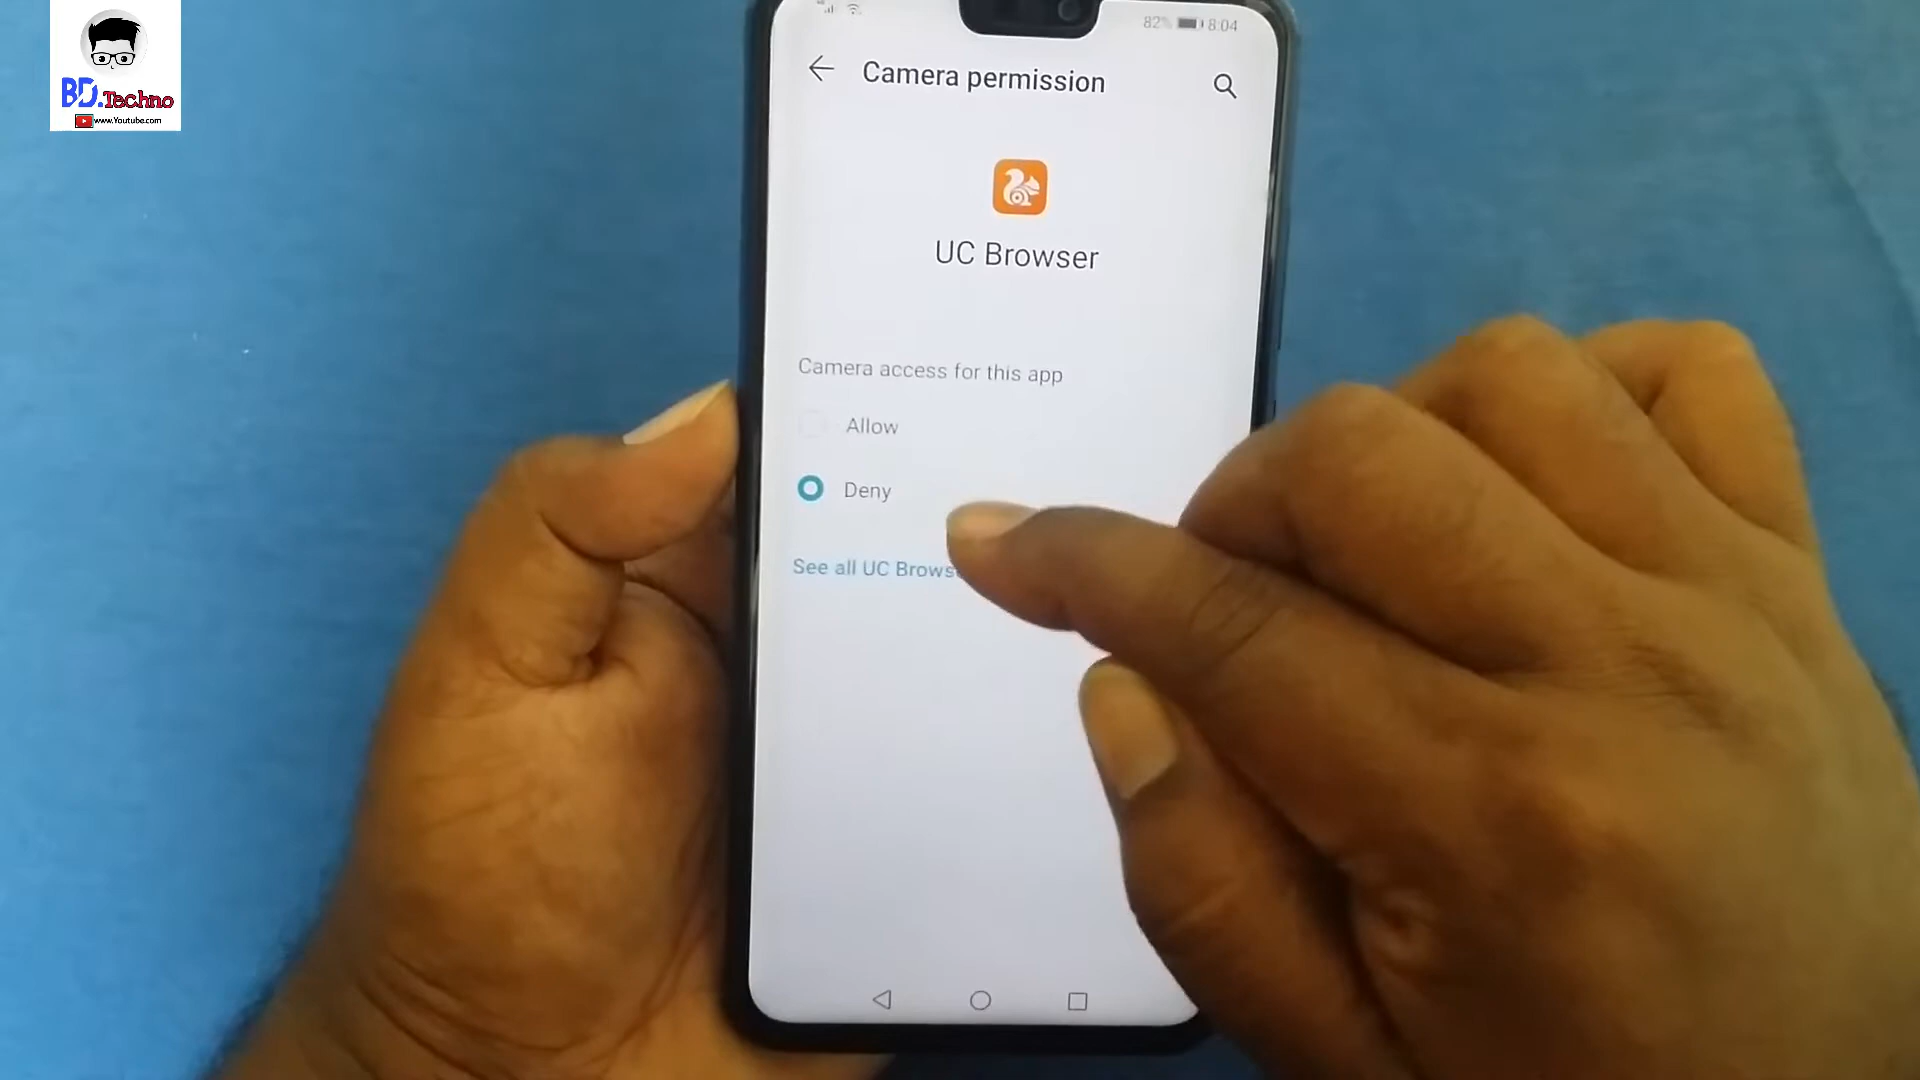 BD.Techno
www.Youtube.com
82% 8:04
Camera permission
UC Browser
Camera access for this app
Allow
Deny
See all UC